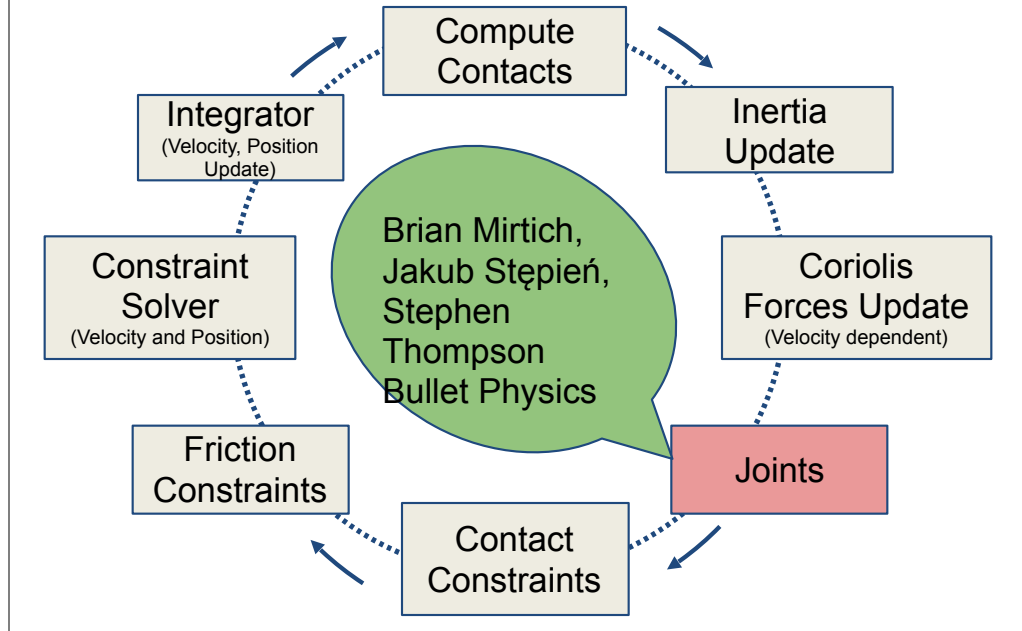 Compute
Contacts
Inertia
Update
Coriolis
Forces Update
(Velocity dependent)
Joints
Contact
Constraints
Friction
Constraints
Constraint
Solver
(Velocity and Position)
Integrator
(Velocity, Position
Update)
Brian Mirtich,
Jakub Stępień,
Stephen
Thompson
Bullet Physics